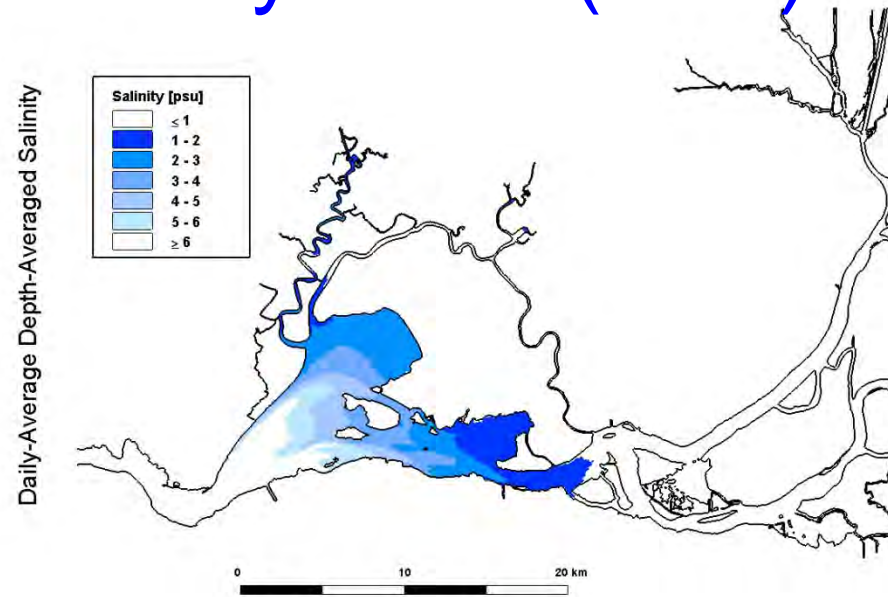 Salinity [psu]
≤ 1
1 - 2
2 - 3
3 - 4
4 - 5
5 - 6
≥ 6
Daily-Average Depth-Averaged Salinity
0 10 20 km